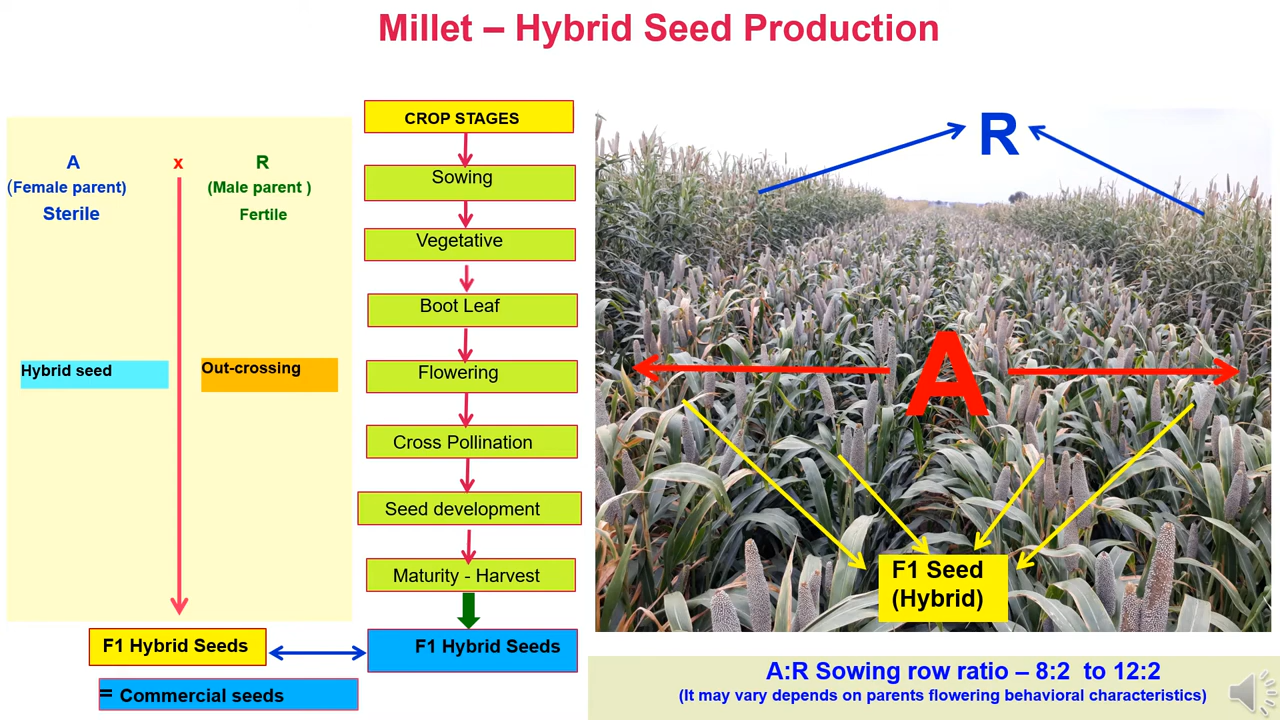 Millet – Hybrid Seed Production
A x R
(Female parent) (Male parent )
Sterile Fertile
Hybrid seed Out-crossing
F1 Hybrid Seeds
= Commercial seeds
CROP STAGES
Sowing
Vegetative
Boot Leaf
Flowering
Cross Pollination
Seed development
Maturity - Harvest
F1 Hybrid Seeds
R
A
F1 Seed
(Hybrid)
A:R Sowing row ratio – 8:2 to 12:2
(It may vary depends on parents flowering behavioral characteristics)